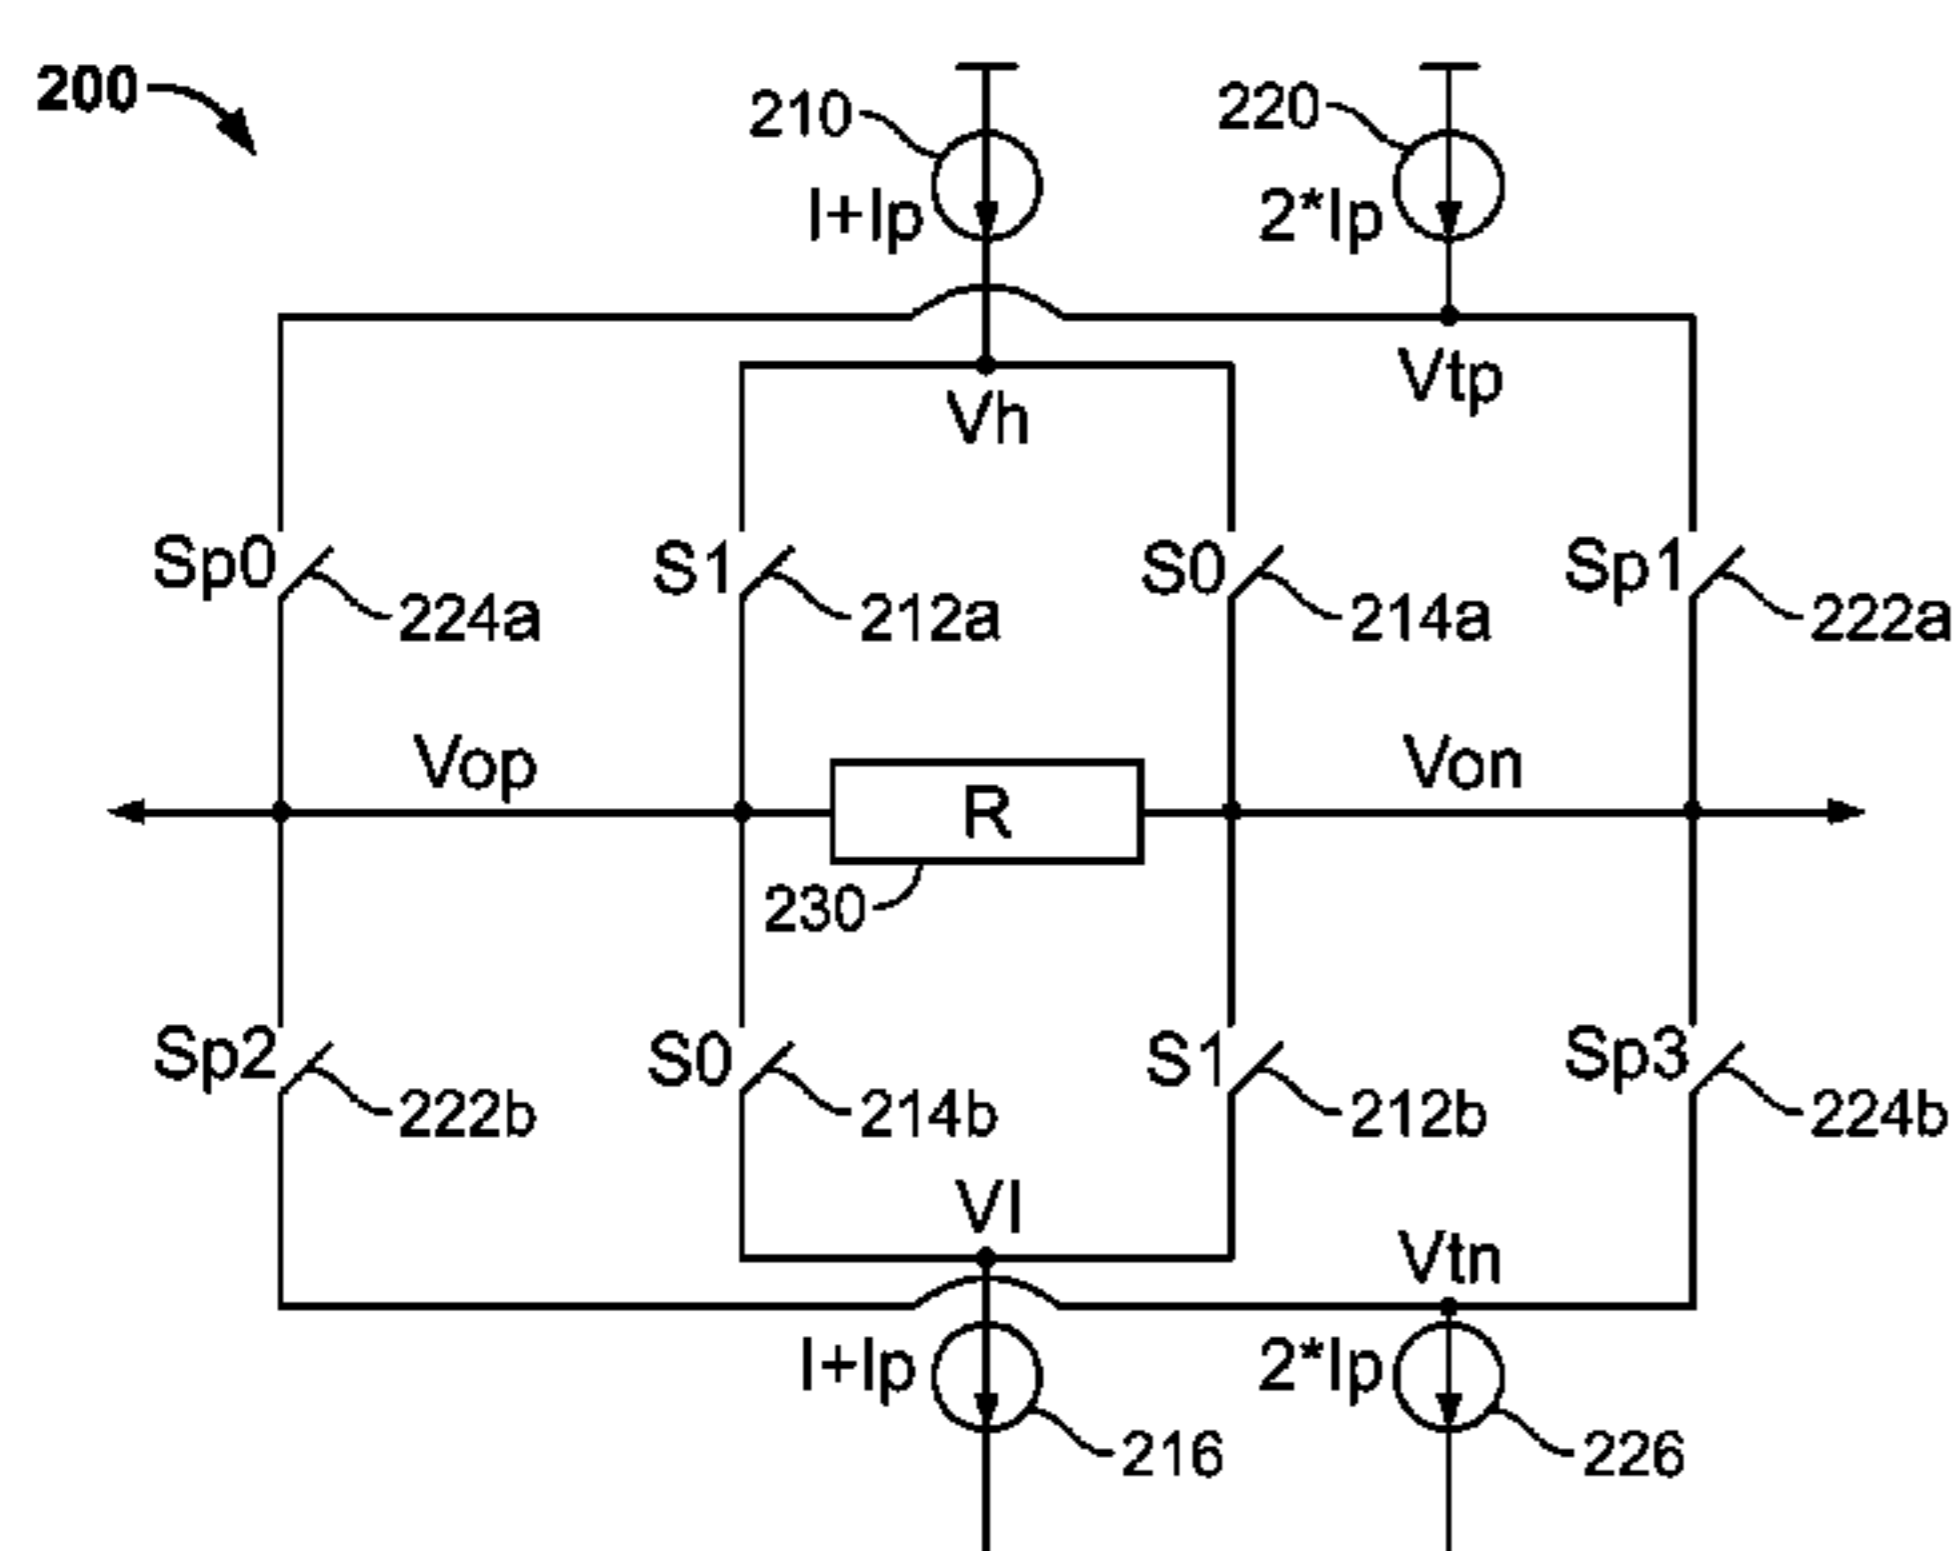 200
210
220
I+Ip
2*Ip
Vh
Vtp
Sp0
S1
S0
Sp1
224a
212a
214a
222a
Vop
R
Von
230
Sp2
S0
S1
Sp3
222b
214b
212b
224b
Vl
Vtn
I+Ip
2*Ip
216
226